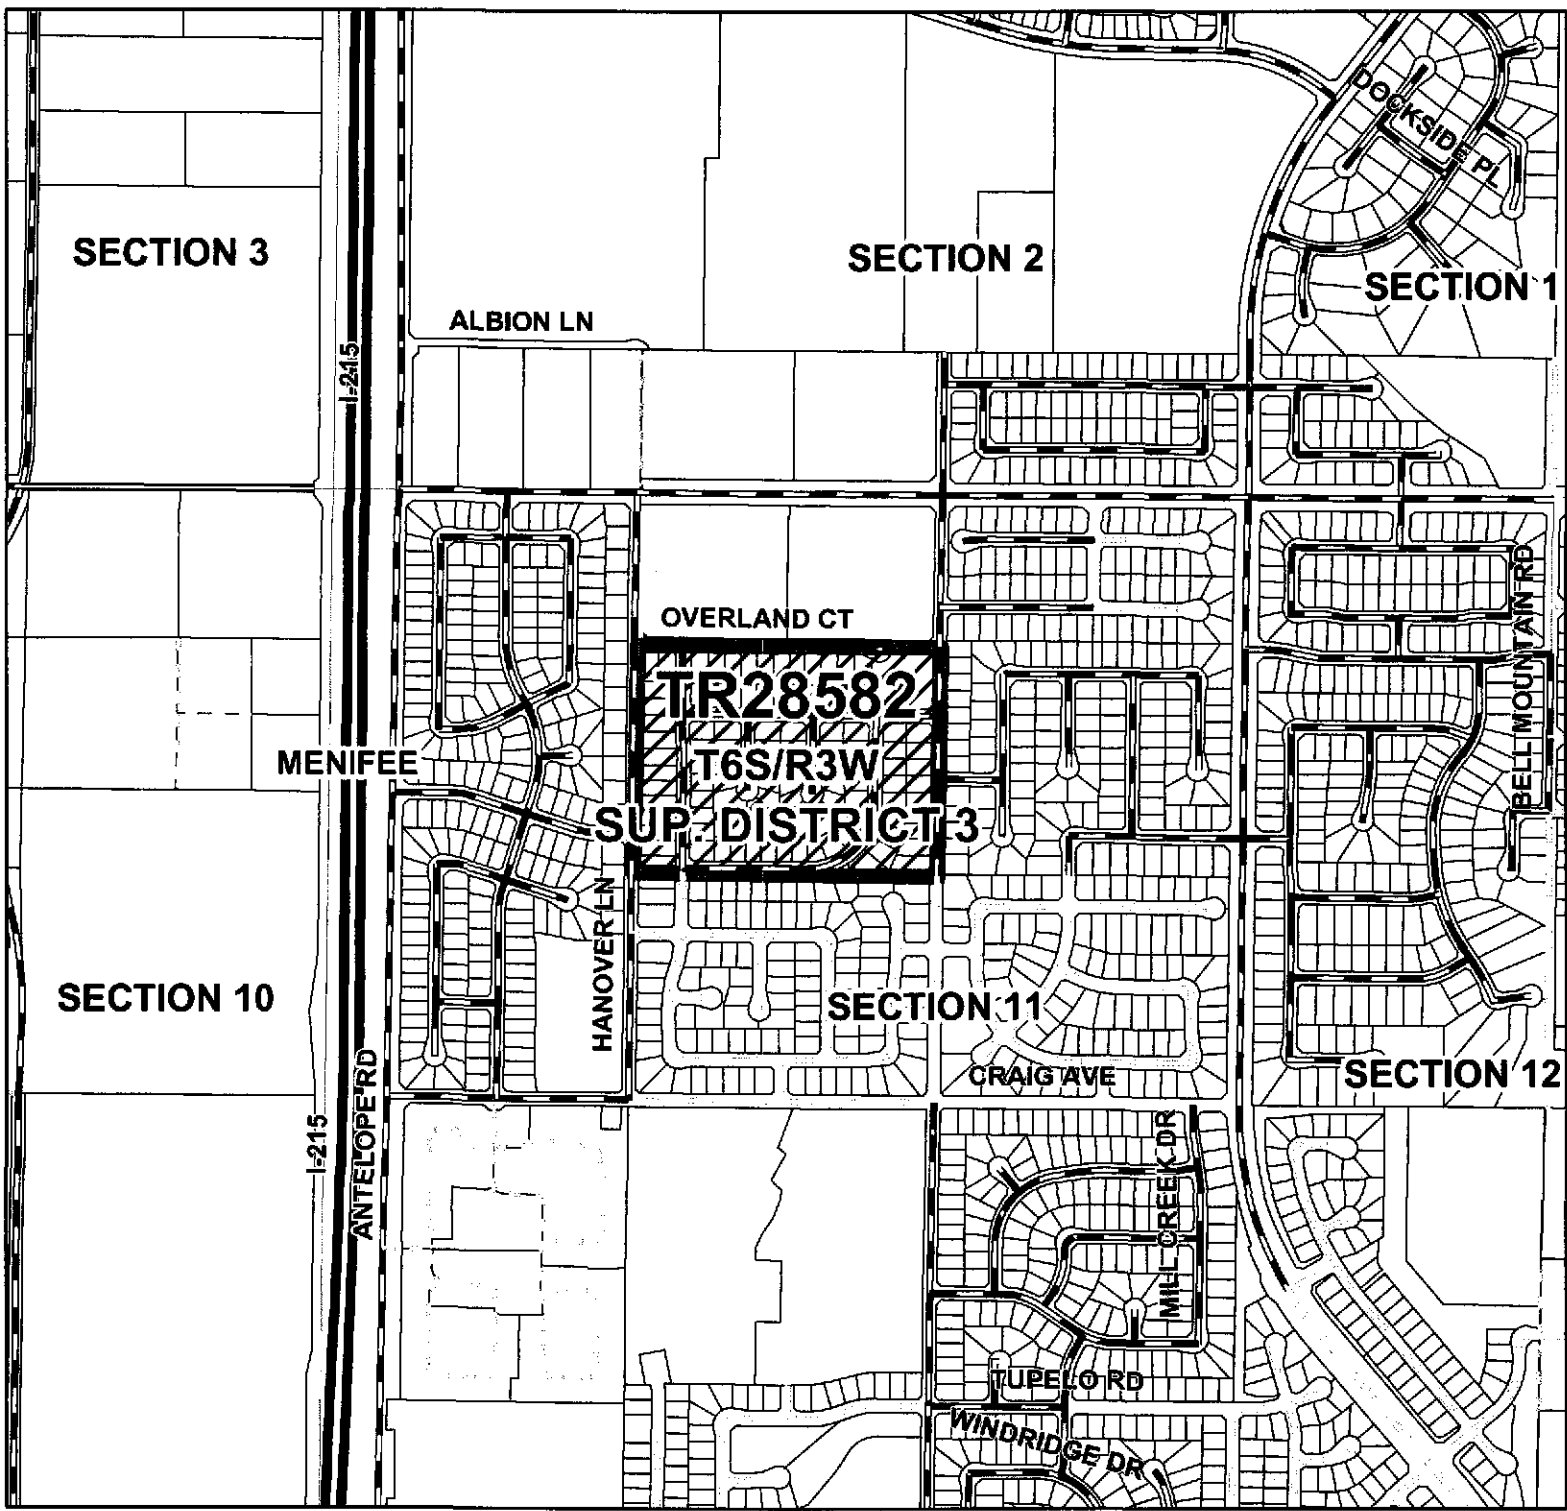 DOCKSIDE PL
SECTION 3
SECTION 2
SECTION 1
ALBION LN
I-215
OVERLAND CT
BELL MOUNTAIN RD
TR28582
T6S/R3W
MENIFEE
SUP. DISTRICT 3
HANOVER LN
SECTION 10
SECTION 11
CRAIG AVE
SECTION 12
ANTELOPE RD
I-215
MILL CREEK DR
TUPELO RD
WINDRIDGE DR